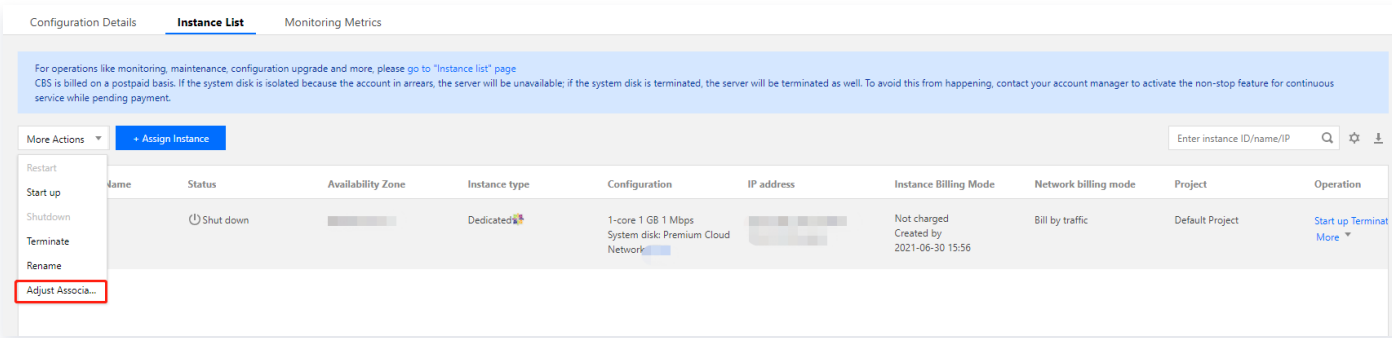 Configuration Details Instance List Monitoring Metrics
For operations like monitoring, maintenance, configuration upgrade and more, please go to "Instance list" page
CBS is billed on a postpaid basis. If the system disk is isolated because the account in arrears, the server will be unavailable; if the system disk is terminated, the server will be terminated as well. To avoid this from happening, contact your account manager to activate the non-stop feature for continuous
service while pending payment.
More Actions + Assign Instance Enter instance ID/name/IP
Restart
Start up
Shutdown
Terminate
Rename
Adjust Associa...
Name Status Availability Zone Instance type Configuration IP address Instance Billing Mode Network billing mode Project Operation
Shut down Dedicated 1-core 1 GB 1 Mbps Not charged Bill by traffic Default Project Start up Terminat
System disk: Premium Cloud Created by More
Network 2021-06-30 15:56